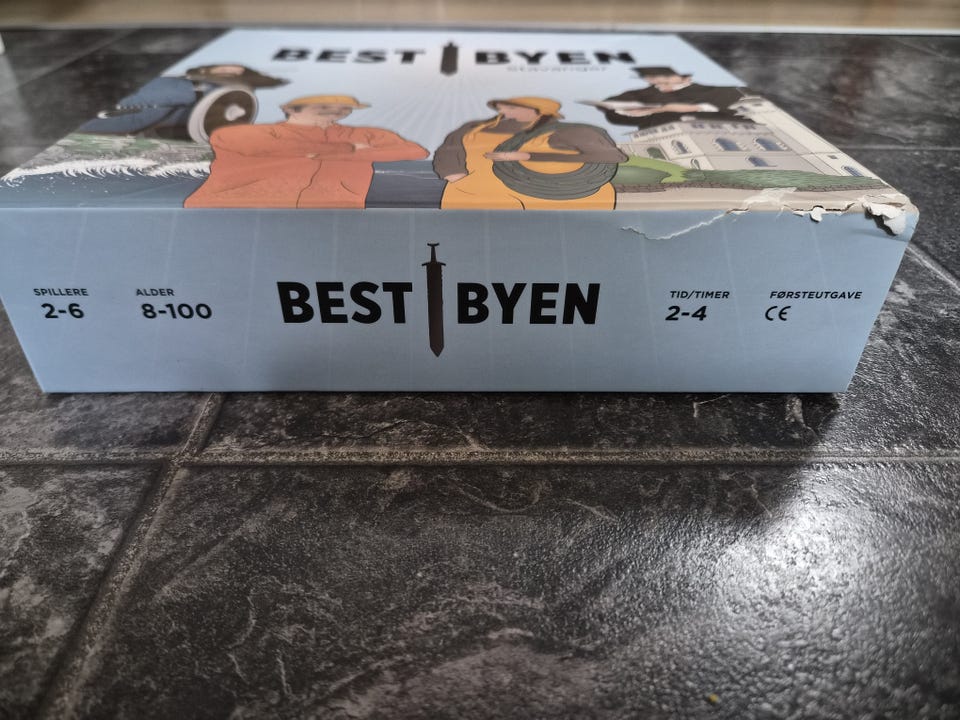 BEST BYEN
Stavanger
SPILLERE
2-6
ALDER
8-100
BEST BYEN
TID/TIMER
2-4
FØRSTEUTGAVE
CE